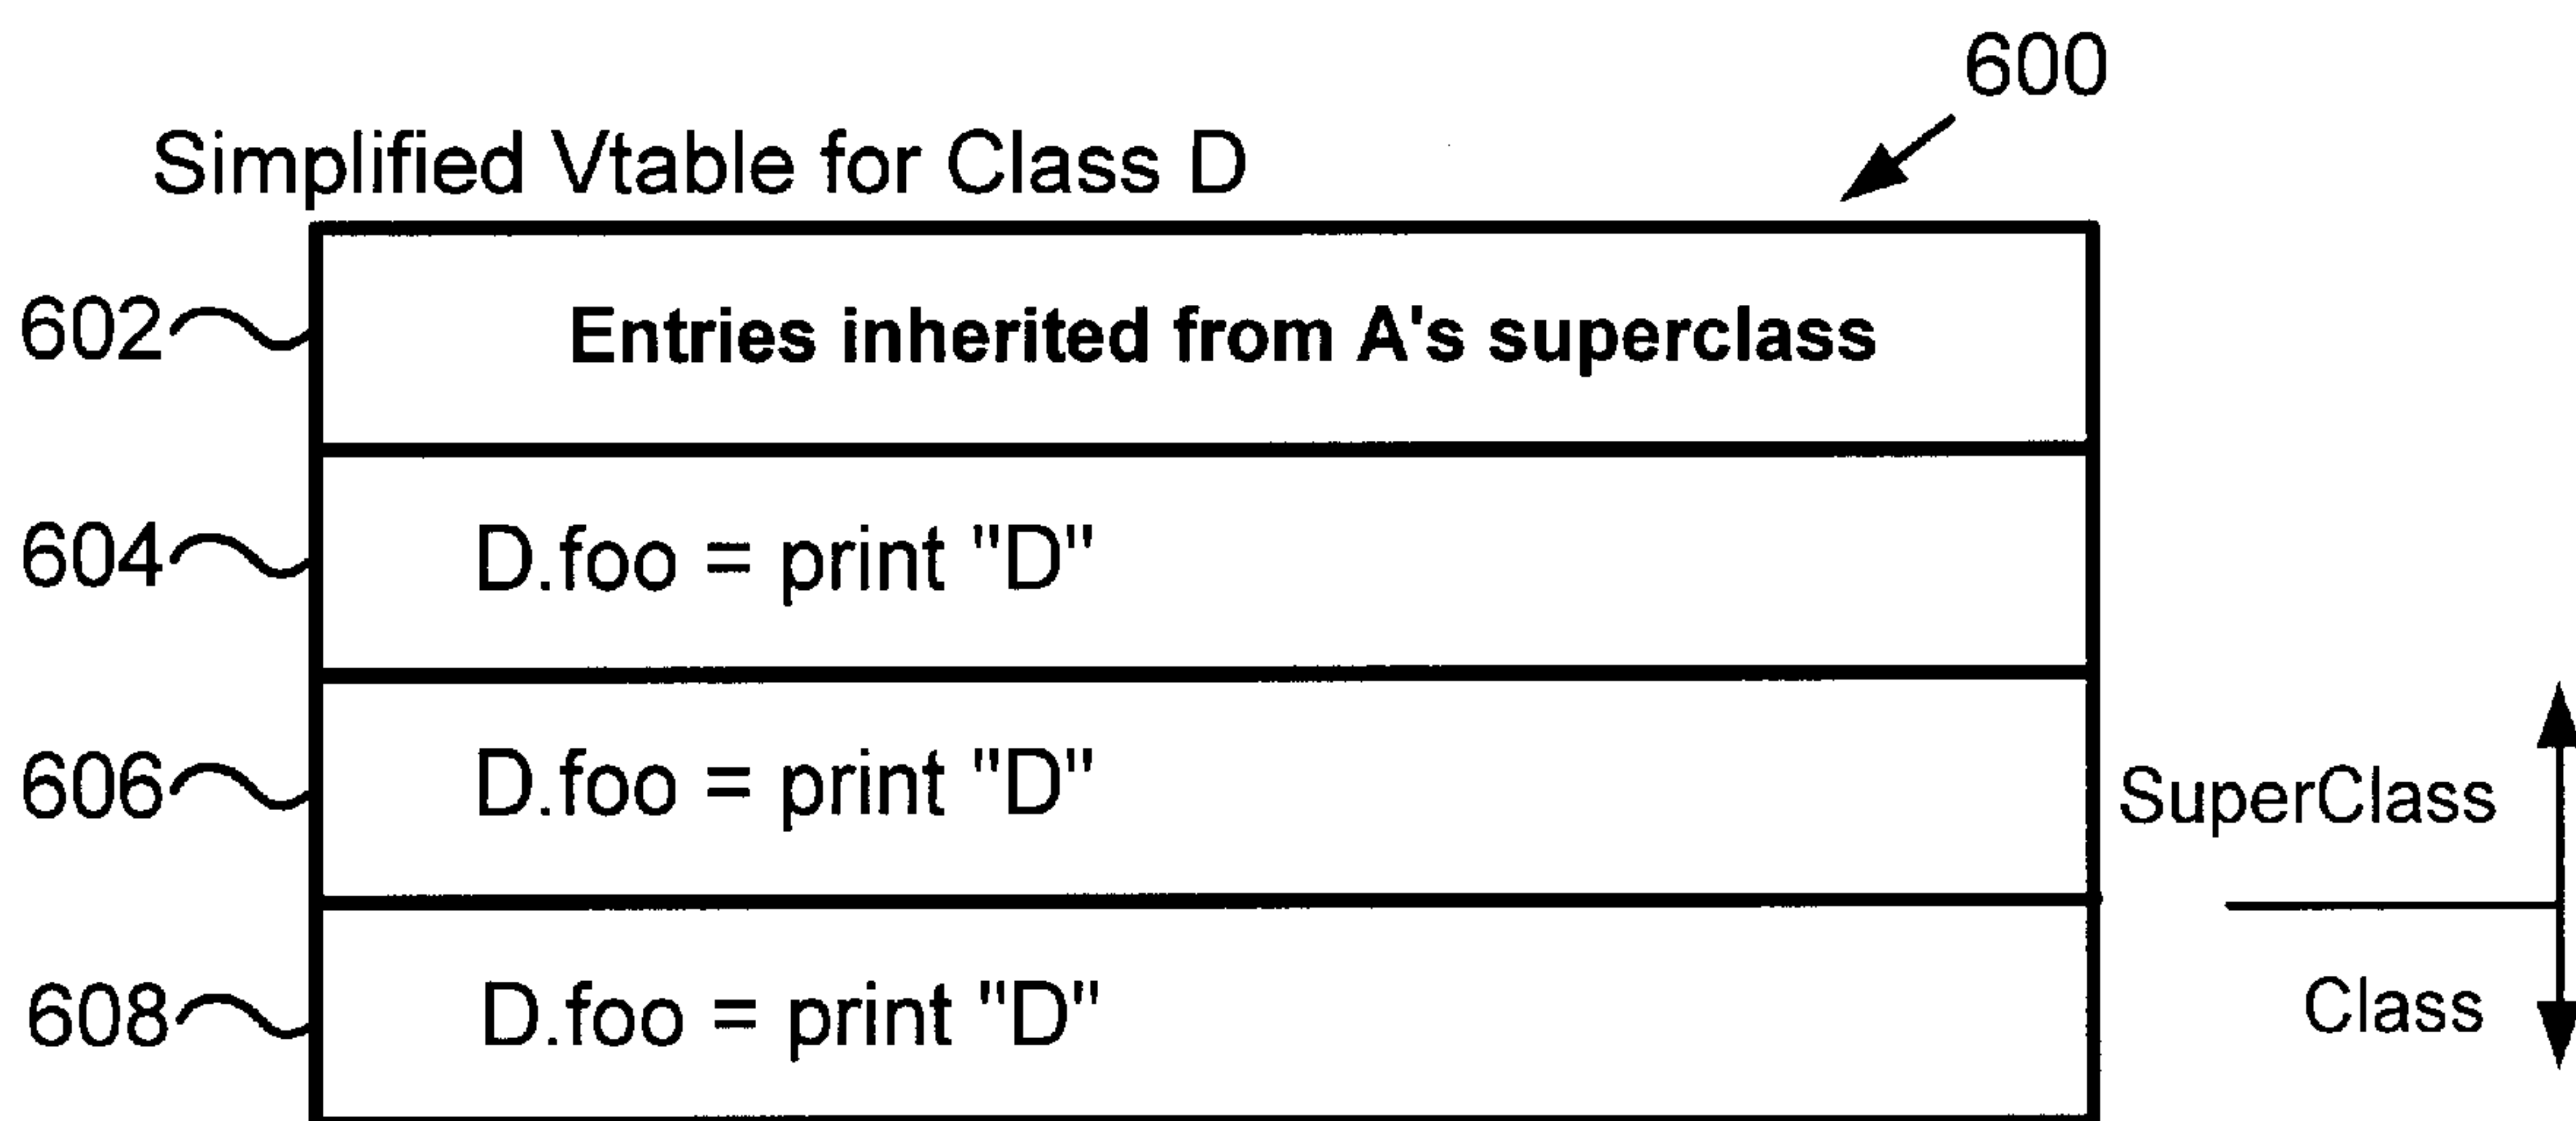 600
Simplified Vtable for Class D
602 Entries inherited from A's superclass
604 D.foo = print "D"
606 D.foo = print "D"
SuperClass
608 D.foo = print "D"
Class